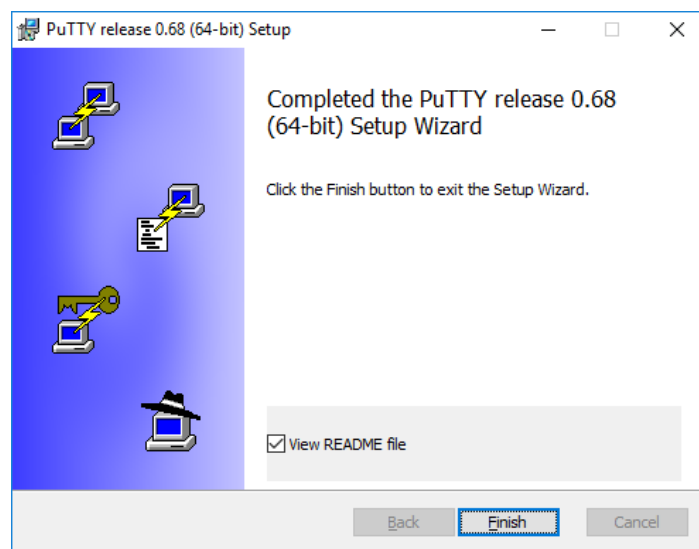 PuTTY release 0.68 (64-bit) Setup
Completed the PuTTY release 0.68
(64-bit) Setup Wizard
Click the Finish button to exit the Setup Wizard.
View README file
Back
Finish
Cancel